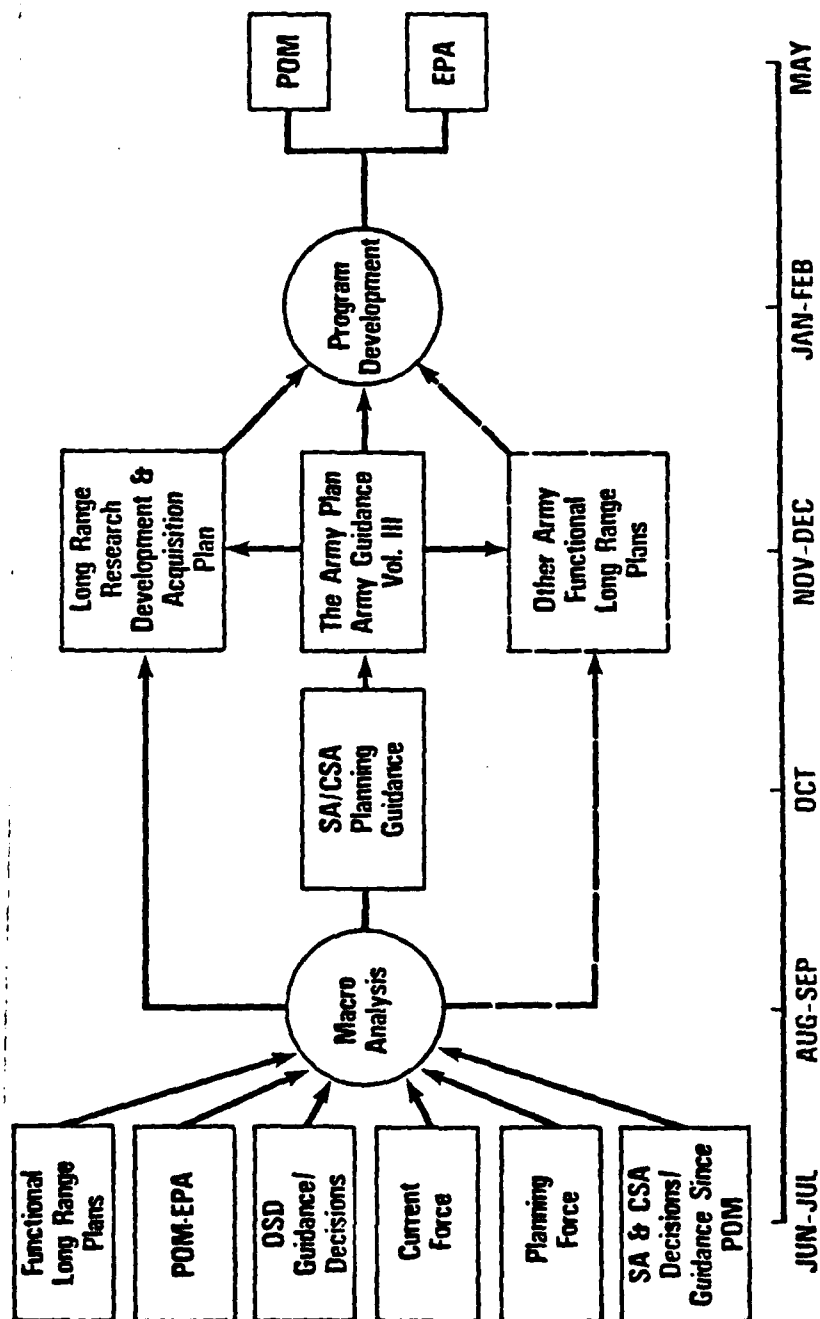 Functional
Long Range
Plans
POM-EPA
OSD
Guidance/
Decisions
Current
Force
Planning
Force
SA & CSA
Decisions/
Guidance Since
POM
Macro
Analysis
SA/CSA
Planning
Guidance
Long Range
Research
Development &
Acquisition
Plan
The Army Plan
Army Guidance
Vol. III
Other Army
Functional
Long Range
Plans
Program
Development
POM
EPA
JUN-JUL
AUG-SEP
OCT
NOV-DEC
JAN-FEB
MAY